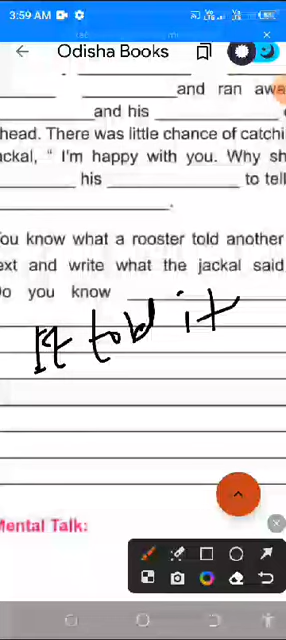 3:59 AM
Odisha Books
and ran awa
and his
head. There was little chance of catchi
ackal, " I'm happy with you. Why sh
his to tell
.
ou know what a rooster told another
ext and write what the jackal said
o you know
It told it
Mental Talk: